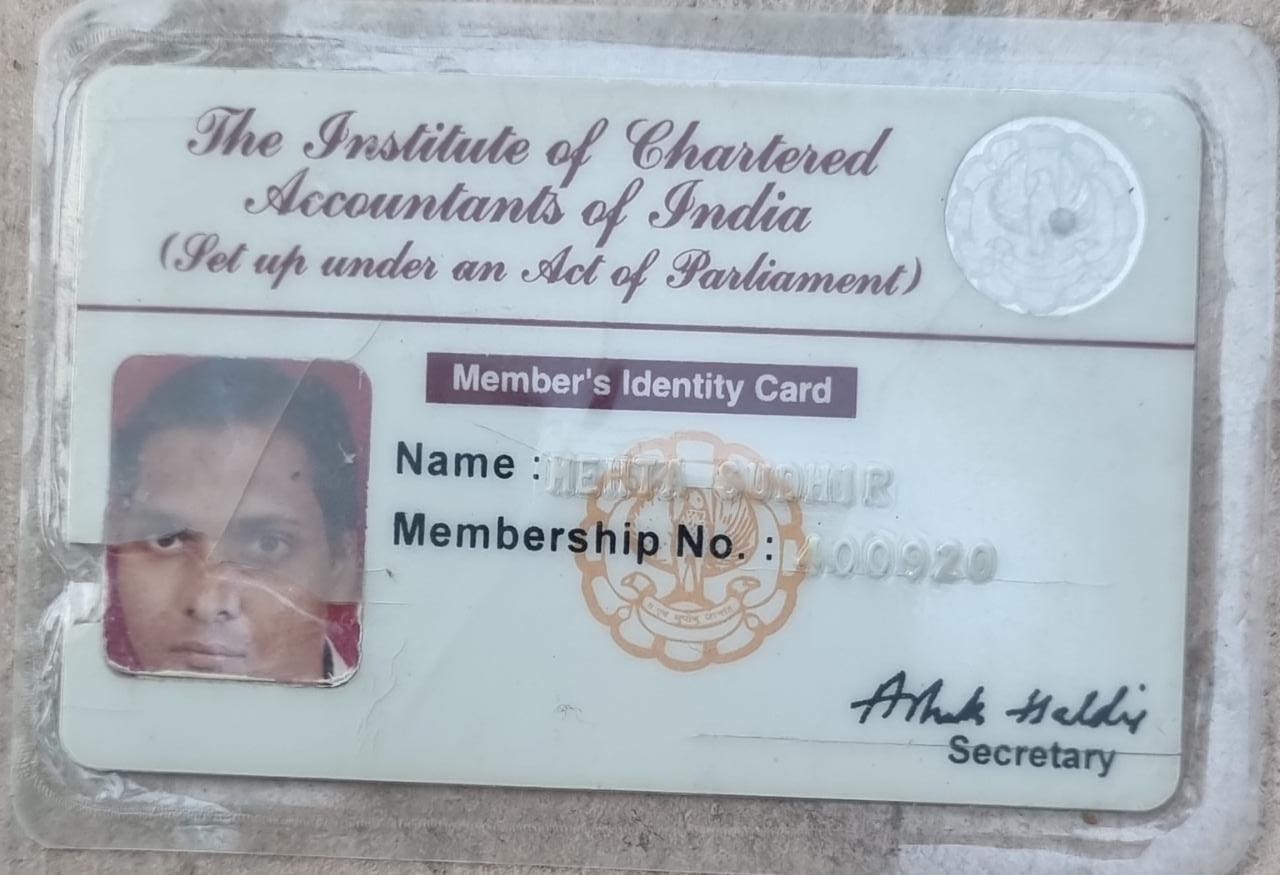 The Institute of Chartered
Accountants of India
(Set up under an Act of Parliament)
Member's Identity Card
Name : MEHTA SUDHIR
Membership No. : 400920
Secretary